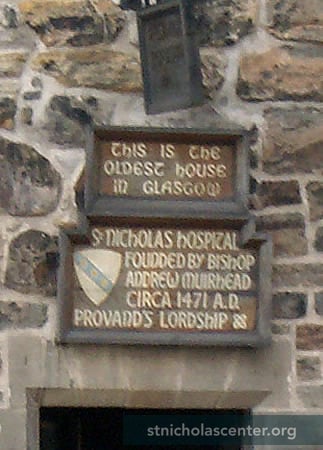 THIS IS THE
OLDEST HOUSE
IN GLASGOW
St NICHOLAS HOSPITAL
FOUNDED BY BISHOP
ANDREW MUIRHEAD
CIRCA 1471 A.D.
PROVAND'S LORDSHIP
stnicholascenter.org